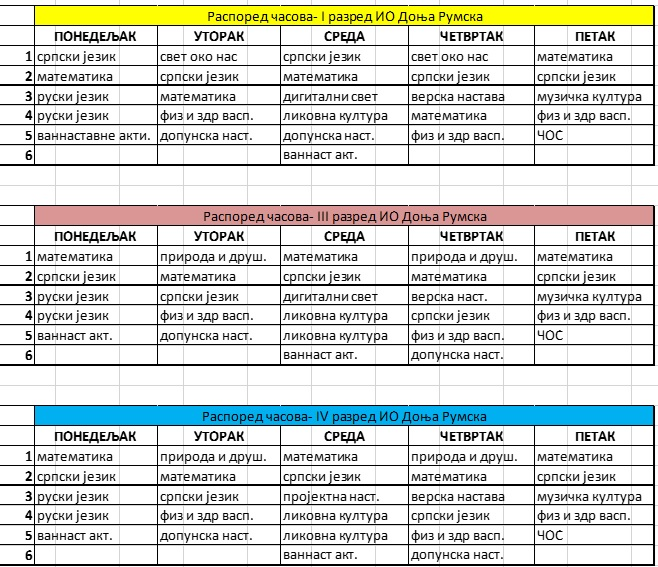 Распоред часова- I разред ИО Доња Румска
ПОНЕДЕЉАК УТОРАК СРЕДА ЧЕТВРТАК ПЕТАК
1 српски језик свет око нас српски језик свет око нас математика
2 математика српски језик математика српски језик српски језик
3 руски језик математика дигитални свет верска настава музичка култура
4 руски језик физ и здр васп. ликовна култура математика физ и здр васп.
5 ваннаставне акти. допунска наст. допунска наст. физ и здр васп. ЧОС
6 ваннаст акт.
Распоред часова- III разред ИО Доња Румска
ПОНЕДЕЉАК УТОРАК СРЕДА ЧЕТВРТАК ПЕТАК
1 математика природа и друш. математика природа и друш. математика
2 српски језик математика српски језик математика српски језик
3 руски језик српски језик дигитални свет верска наст. музичка култура
4 руски језик физ и здр васп. ликовна култура српски језик физ и здр васп.
5 ваннаст акт. допунска наст. ликовна култура физ и здр васп. ЧОС
6 ваннаст акт. допунска наст.
Распоред часова- IV разред ИО Доња Румска
ПОНЕДЕЉАК УТОРАК СРЕДА ЧЕТВРТАК ПЕТАК
1 математика природа и друш. математика природа и друш. математика
2 српски језик математика српски језик математика српски језик
3 руски језик српски језик пројектна наст. верска настава музичка култура
4 руски језик физ и здр васп. ликовна култура српски језик физ и здр васп.
5 ваннаст акт. допунска наст. ликовна култура физ и здр васп. ЧОС
6 ваннаст акт. допунска наст.